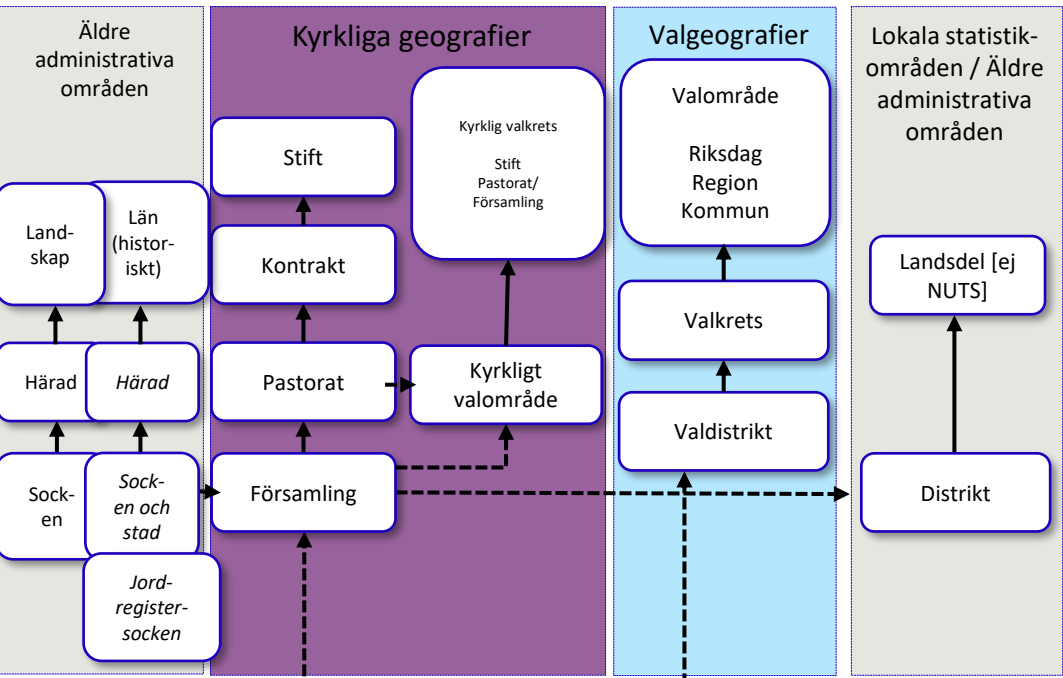 Äldre
administrativa
områden
Land-
skap
Län
(histor-
iskt)
Härad
Härad
Sock-
en
Sock-
en och
stad
Jord-
register-
socken
Kyrkliga geografier
Stift
Kontrakt
Pastorat
Församling
Kyrklig valkrets
Stift
Pastorat/
Församling
Kyrkligt
valområde
Valgeografier
Valområde
Riksdag
Region
Kommun
Valkrets
Valdistrikt
Lokala statistik-
områden / Äldre
administrativa
områden
Landsdel [ej
NUTS]
Distrikt